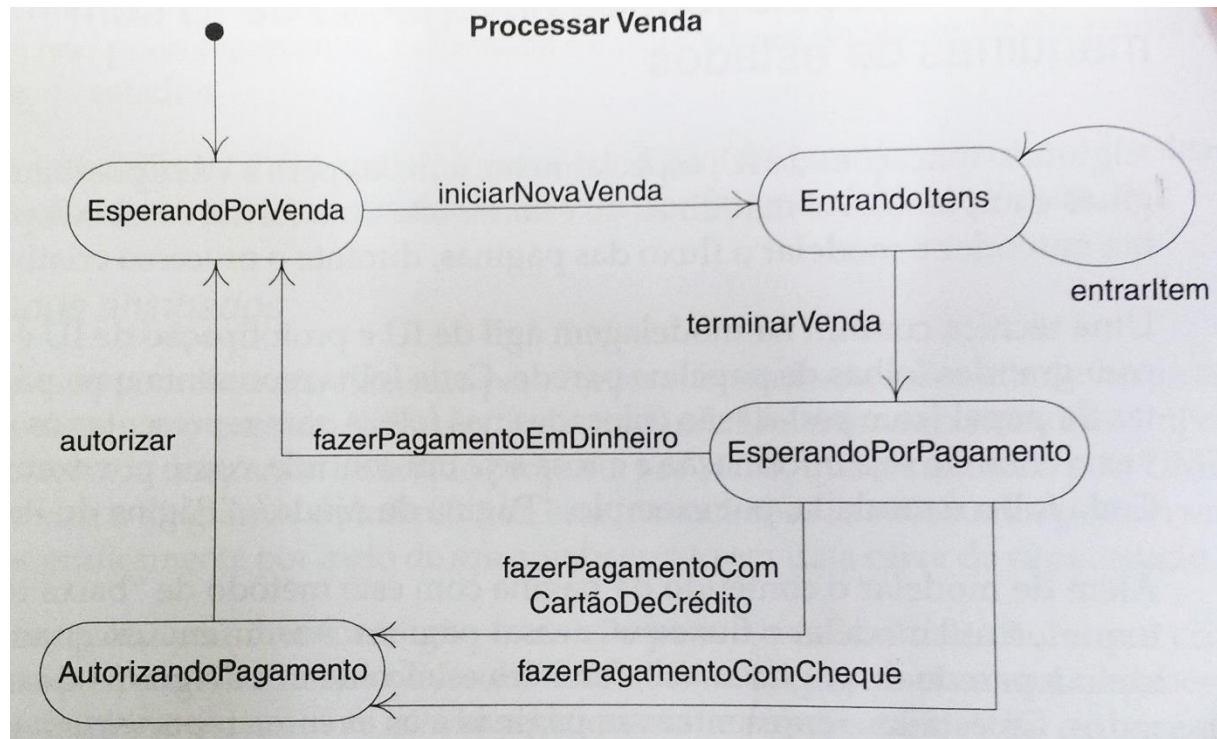 Processar Venda
EsperandoPorVenda
iniciarNovaVenda
EntrandoItens
entrarItem
terminarVenda
autorizar
fazerPagamentoEmDinheiro
EsperandoPorPagamento
fazerPagamentoCom
CartãoDeCrédito
AutorizandoPagamento
fazerPagamentoComCheque